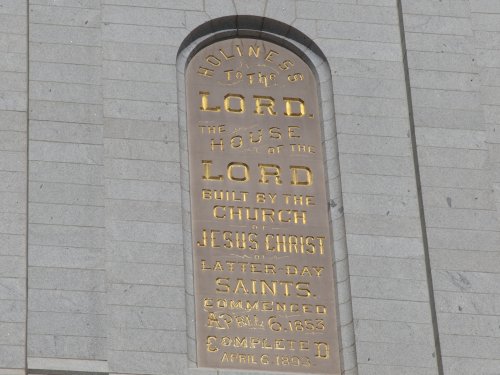 HOLINESS
To The
LORD.
THE HOUSE OF THE
LORD
BUILT BY THE
CHURCH
OF
JESUS CHRIST
OF
LATTER-DAY
SAINTS.
COMMENCED
APRIL 6. 1853
COMPLETED
APRIL 6 1893.